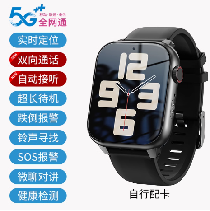 5G+
全网通
实时定位
双向通话
自动接听
超长待机
跌倒报警
铃声寻找
SOS报警
微聊对讲
健康检测
10
12
5
3
自行配卡